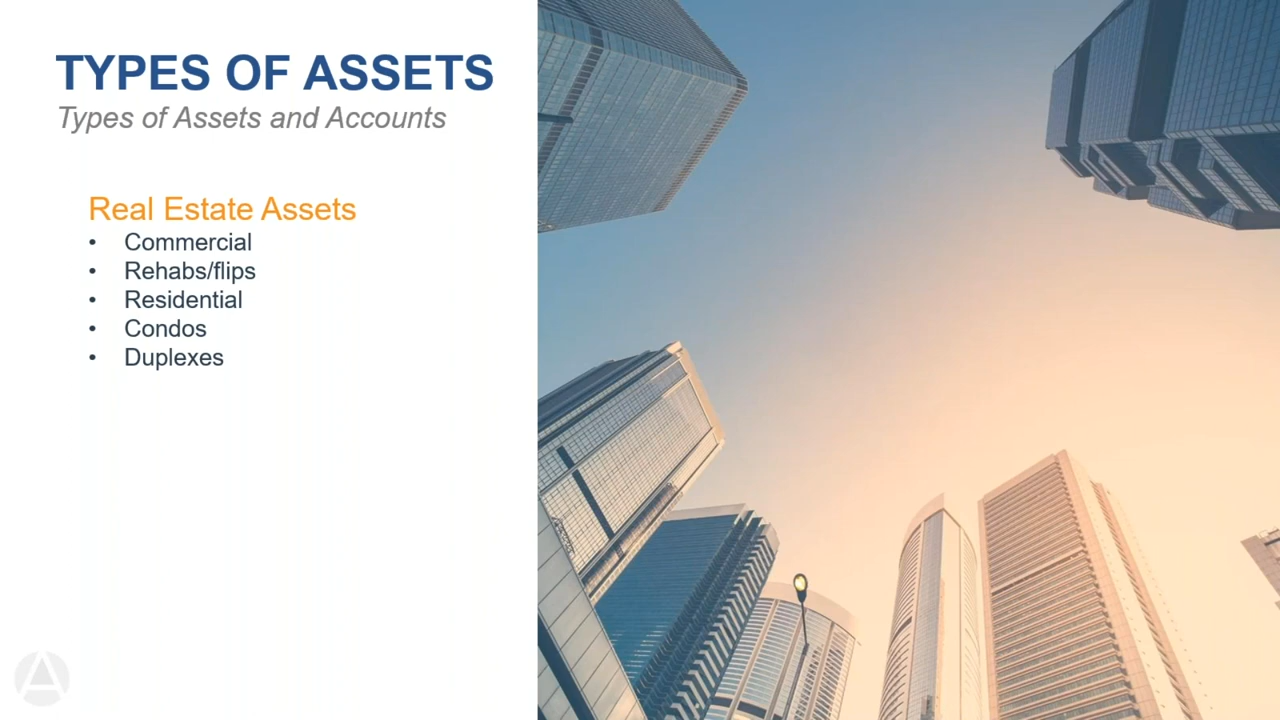 TYPES OF ASSETS
Types of Assets and Accounts
Real Estate Assets
• Commercial
• Rehabs/flips
• Residential
• Condos
• Duplexes